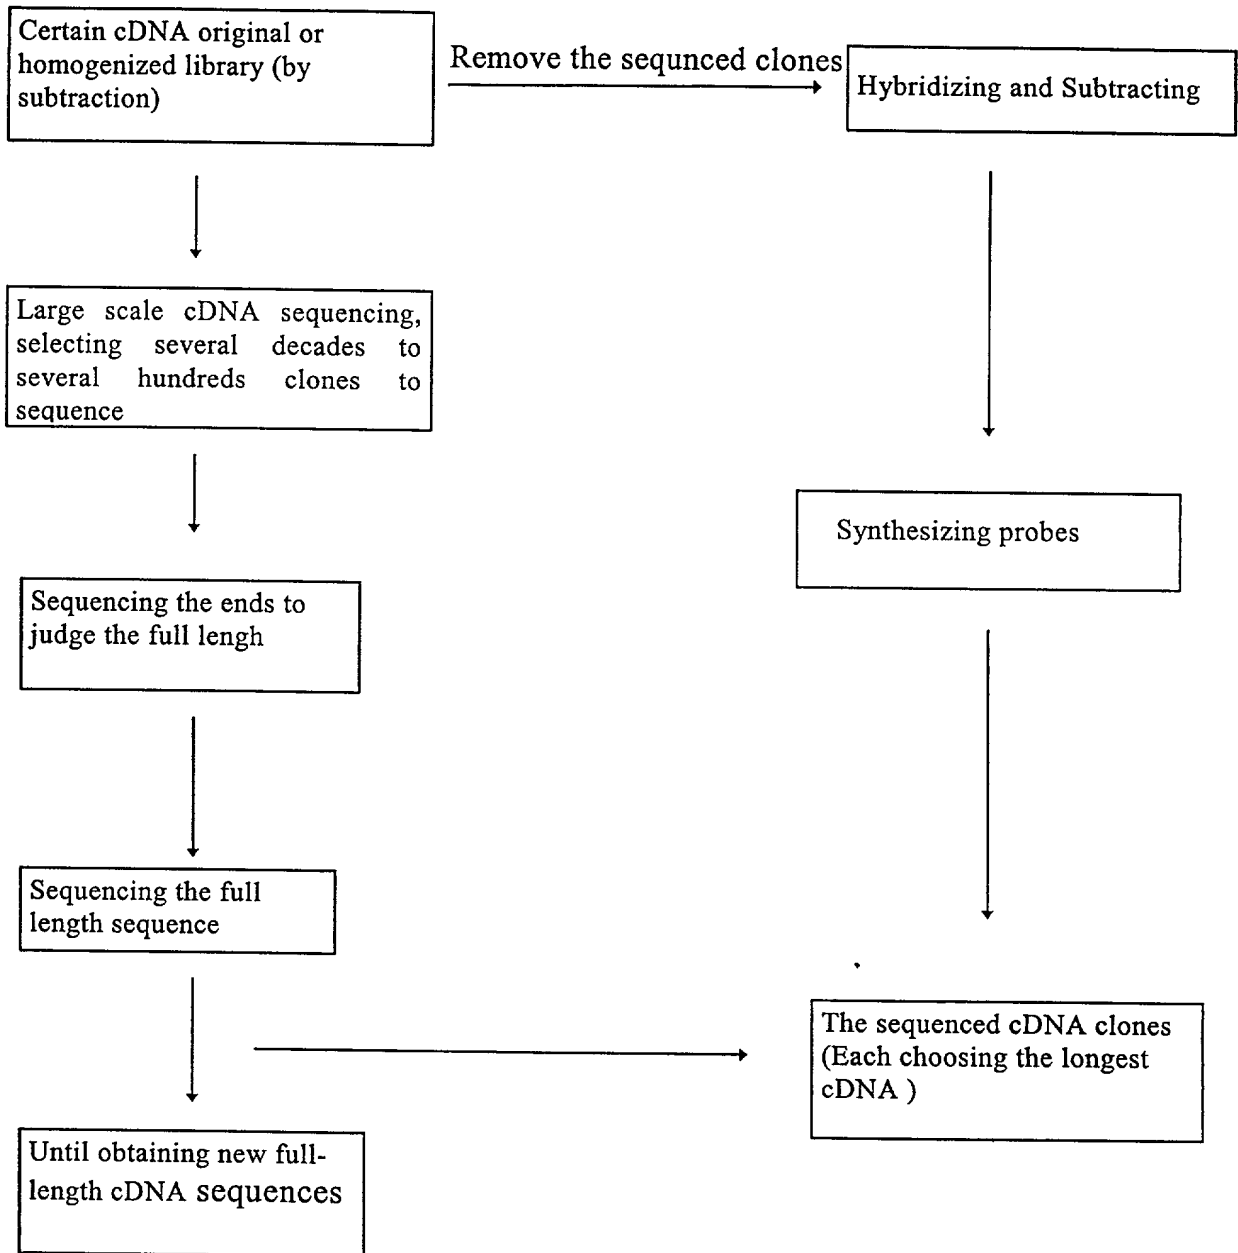 Certain cDNA original or
homogenized library (by
subtraction)
Remove the sequnced clones
Hybridizing and Subtracting
Large scale cDNA sequencing,
selecting several decades to
several hundreds clones to
sequence
Synthesizing probes
Sequencing the ends to
judge the full lengh
Sequencing the full
length sequence
The sequenced cDNA clones
(Each choosing the longest
cDNA )
Until obtaining new full-
length cDNA sequences